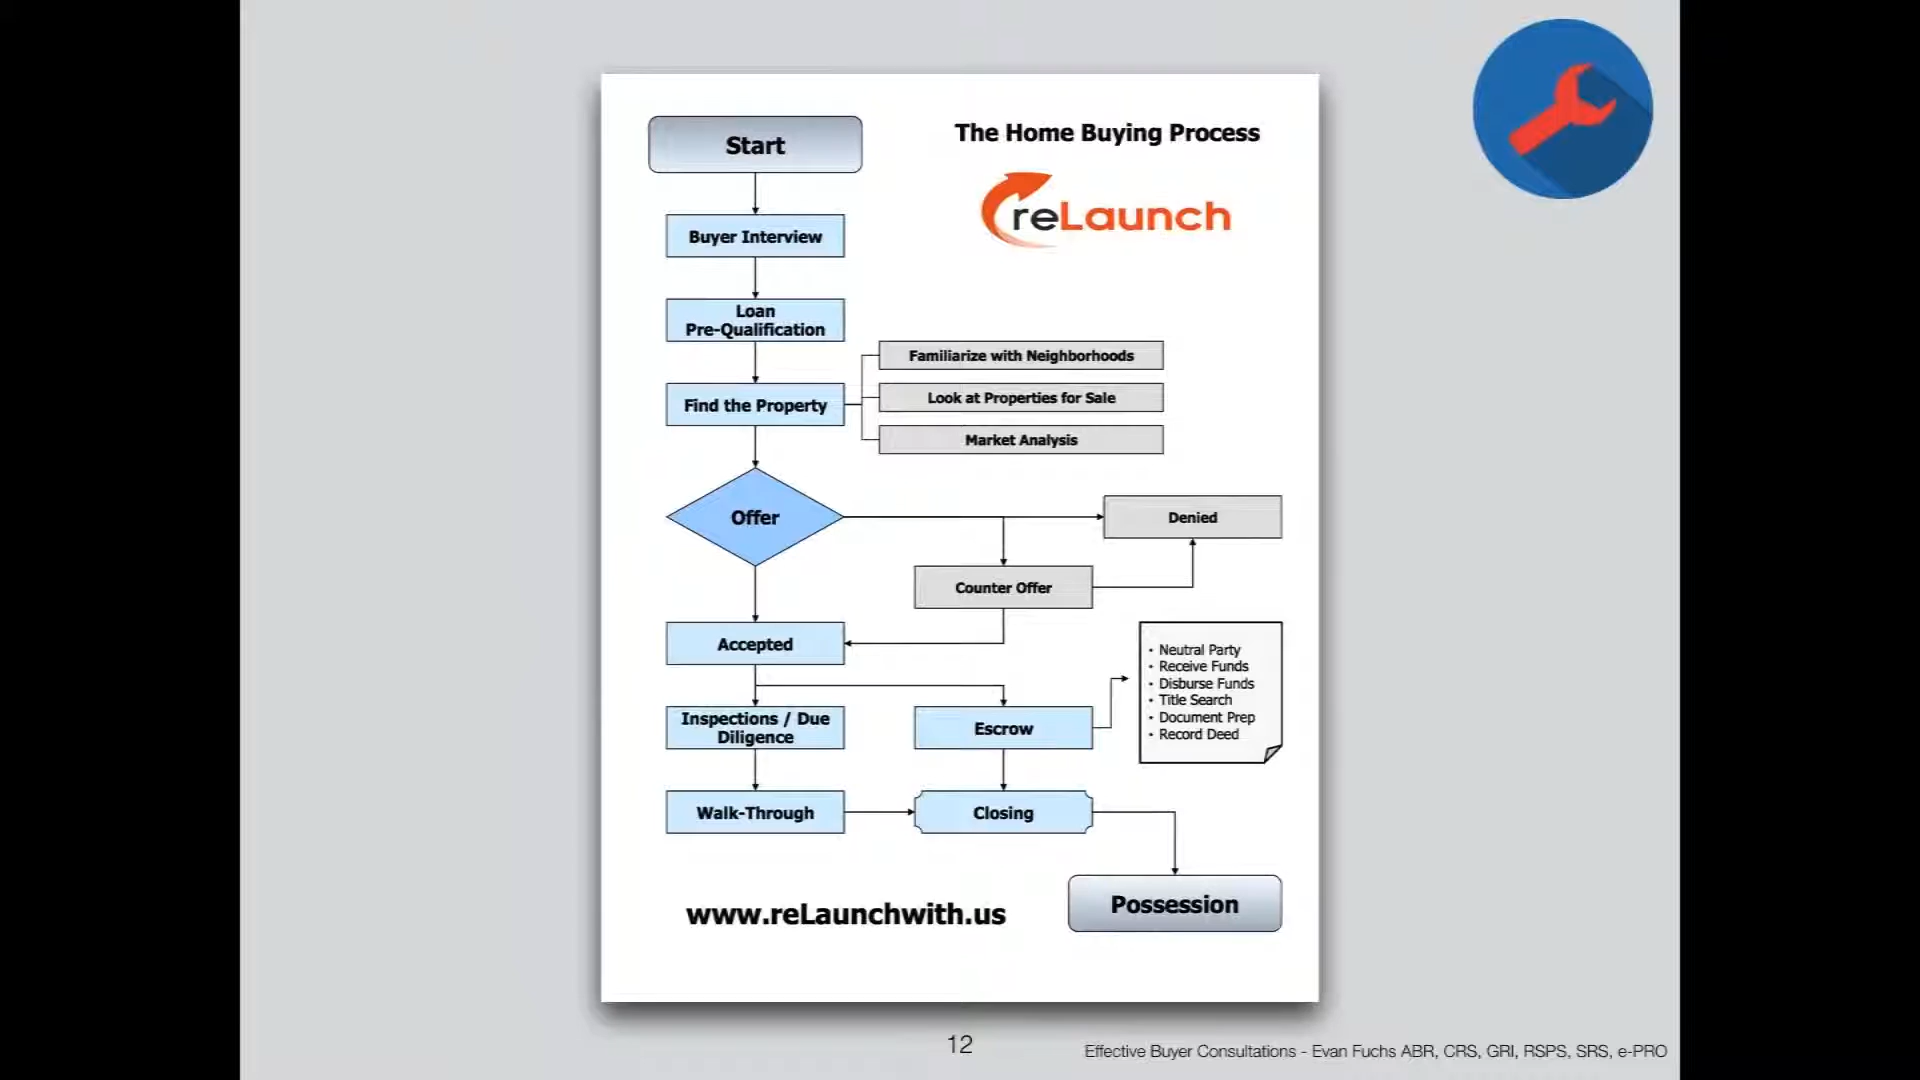 Start
The Home Buying Process
reLaunch
Buyer Interview
Loan
Pre-Qualification
Familiarize with Neighborhoods
Find the Property
Look at Properties for Sale
Market Analysis
Offer
Denied
Counter Offer
Accepted
• Neutral Party
• Receive Funds
• Disburse Funds
• Title Search
• Document Prep
• Record Deed
Inspections / Due
Diligence
Escrow
Walk-Through
Closing
Possession
www.reLaunchwith.us
12
Effective Buyer Consultations - Evan Fuchs ABR, CRS, GRI, RSPS, SRS, e-PRO